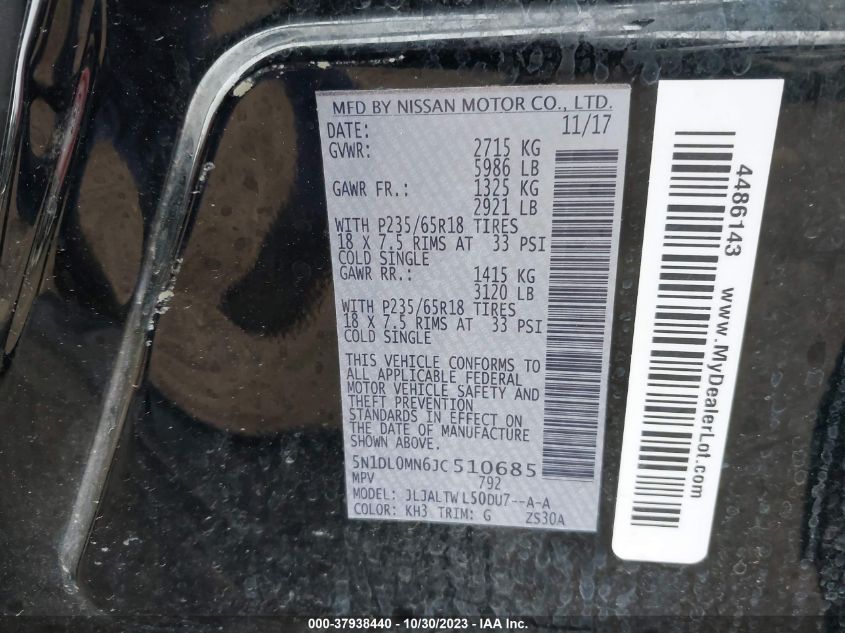 MFD BY NISSAN MOTOR CO., LTD.
DATE: 11/17
GVWR: 2715 KG
5986 LB
GAWR FR.: 1325 KG
2921 LB
WITH P235/65R18 TIRES
18 X 7.5 RIMS AT 33 PSI
COLD SINGLE
GAWR RR.: 1415 KG
3120 LB
WITH P235/65R18 TIRES
18 X 7.5 RIMS AT 33 PSI
COLD SINGLE
THIS VEHICLE CONFORMS TO
ALL APPLICABLE FEDERAL
MOTOR VEHICLE SAFETY AND
THEFT PREVENTION
STANDARDS IN EFFECT ON
THE DATE OF MANUFACTURE
SHOWN ABOVE.
5N1DL0MN6JC510685
MPV 792
MODEL: JLJALTWL50DU7--A-A
COLOR: KH3 TRIM: G ZS30A
4486143 www.MyDealerLot.com
000-37938440 - 10/30/2023 - IAA Inc.